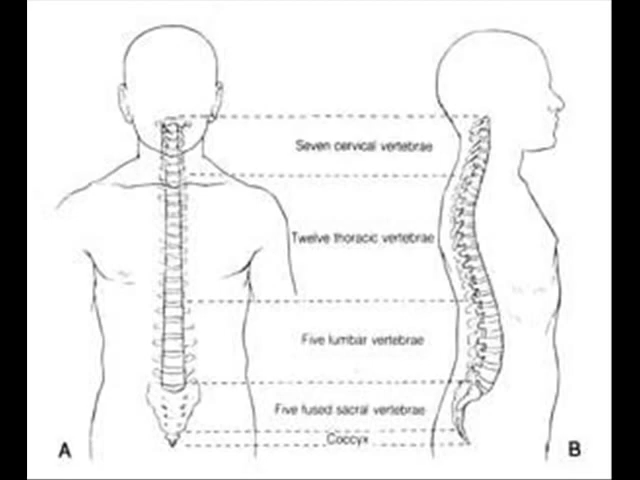 Seven cervical vertebrae
Twelve thoracic vertebrae
Five lumbar vertebrae
Five fused sacral vertebrae
Coccyx
A
B